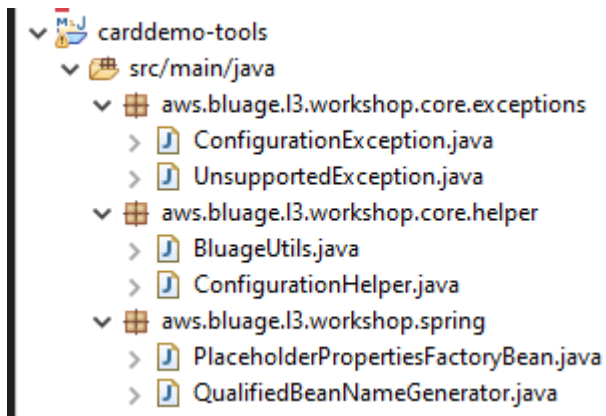 carddemo-tools
src/main/java
aws.bluage.l3.workshop.core.exceptions
ConfigurationException.java
UnsupportedException.java
aws.bluage.l3.workshop.core.helper
BluageUtils.java
ConfigurationHelper.java
aws.bluage.l3.workshop.spring
PlaceholderPropertiesFactoryBean.java
QualifiedBeanNameGenerator.java